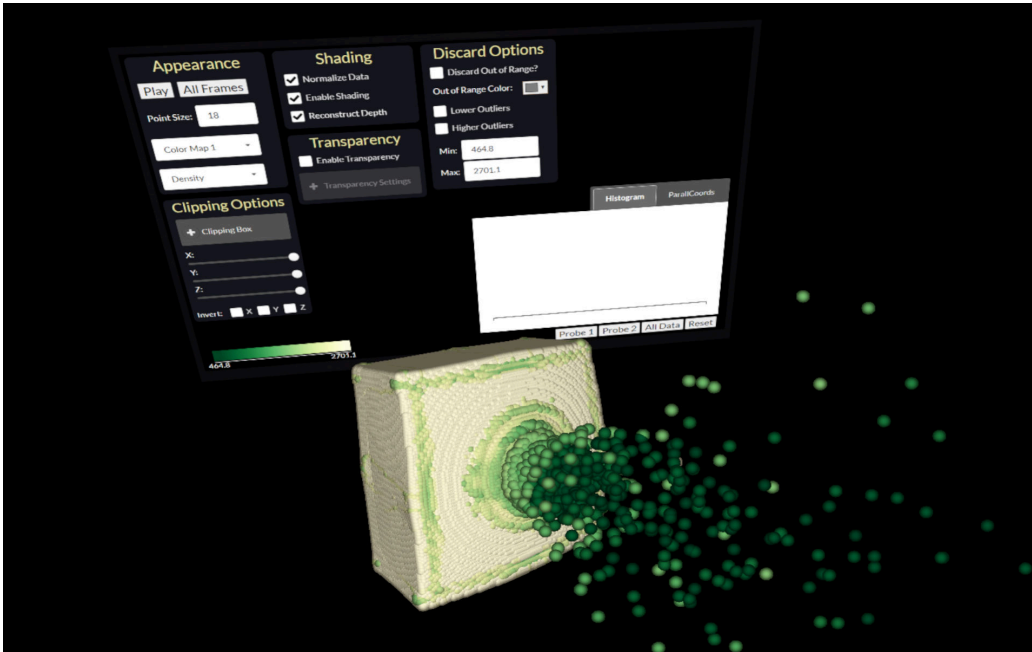 Appearance
Play All Frames
Point Size: 18
Color Map 1
Density
Clipping Options
+ Clipping Box
X:
Y:
Z:
Invert: X Y Z
464.8 2701.1
Shading
Normalize Data
Enable Shading
Reconstruct Depth
Transparency
Enable Transparency
+ Transparency Settings
Discard Options
Discard Out of Range?
Out of Range Color:
Lower Outliers
Higher Outliers
Min: 464.8
Max: 2701.1
Histogram ParallCoords
Probe 1 Probe 2 All Data Reset